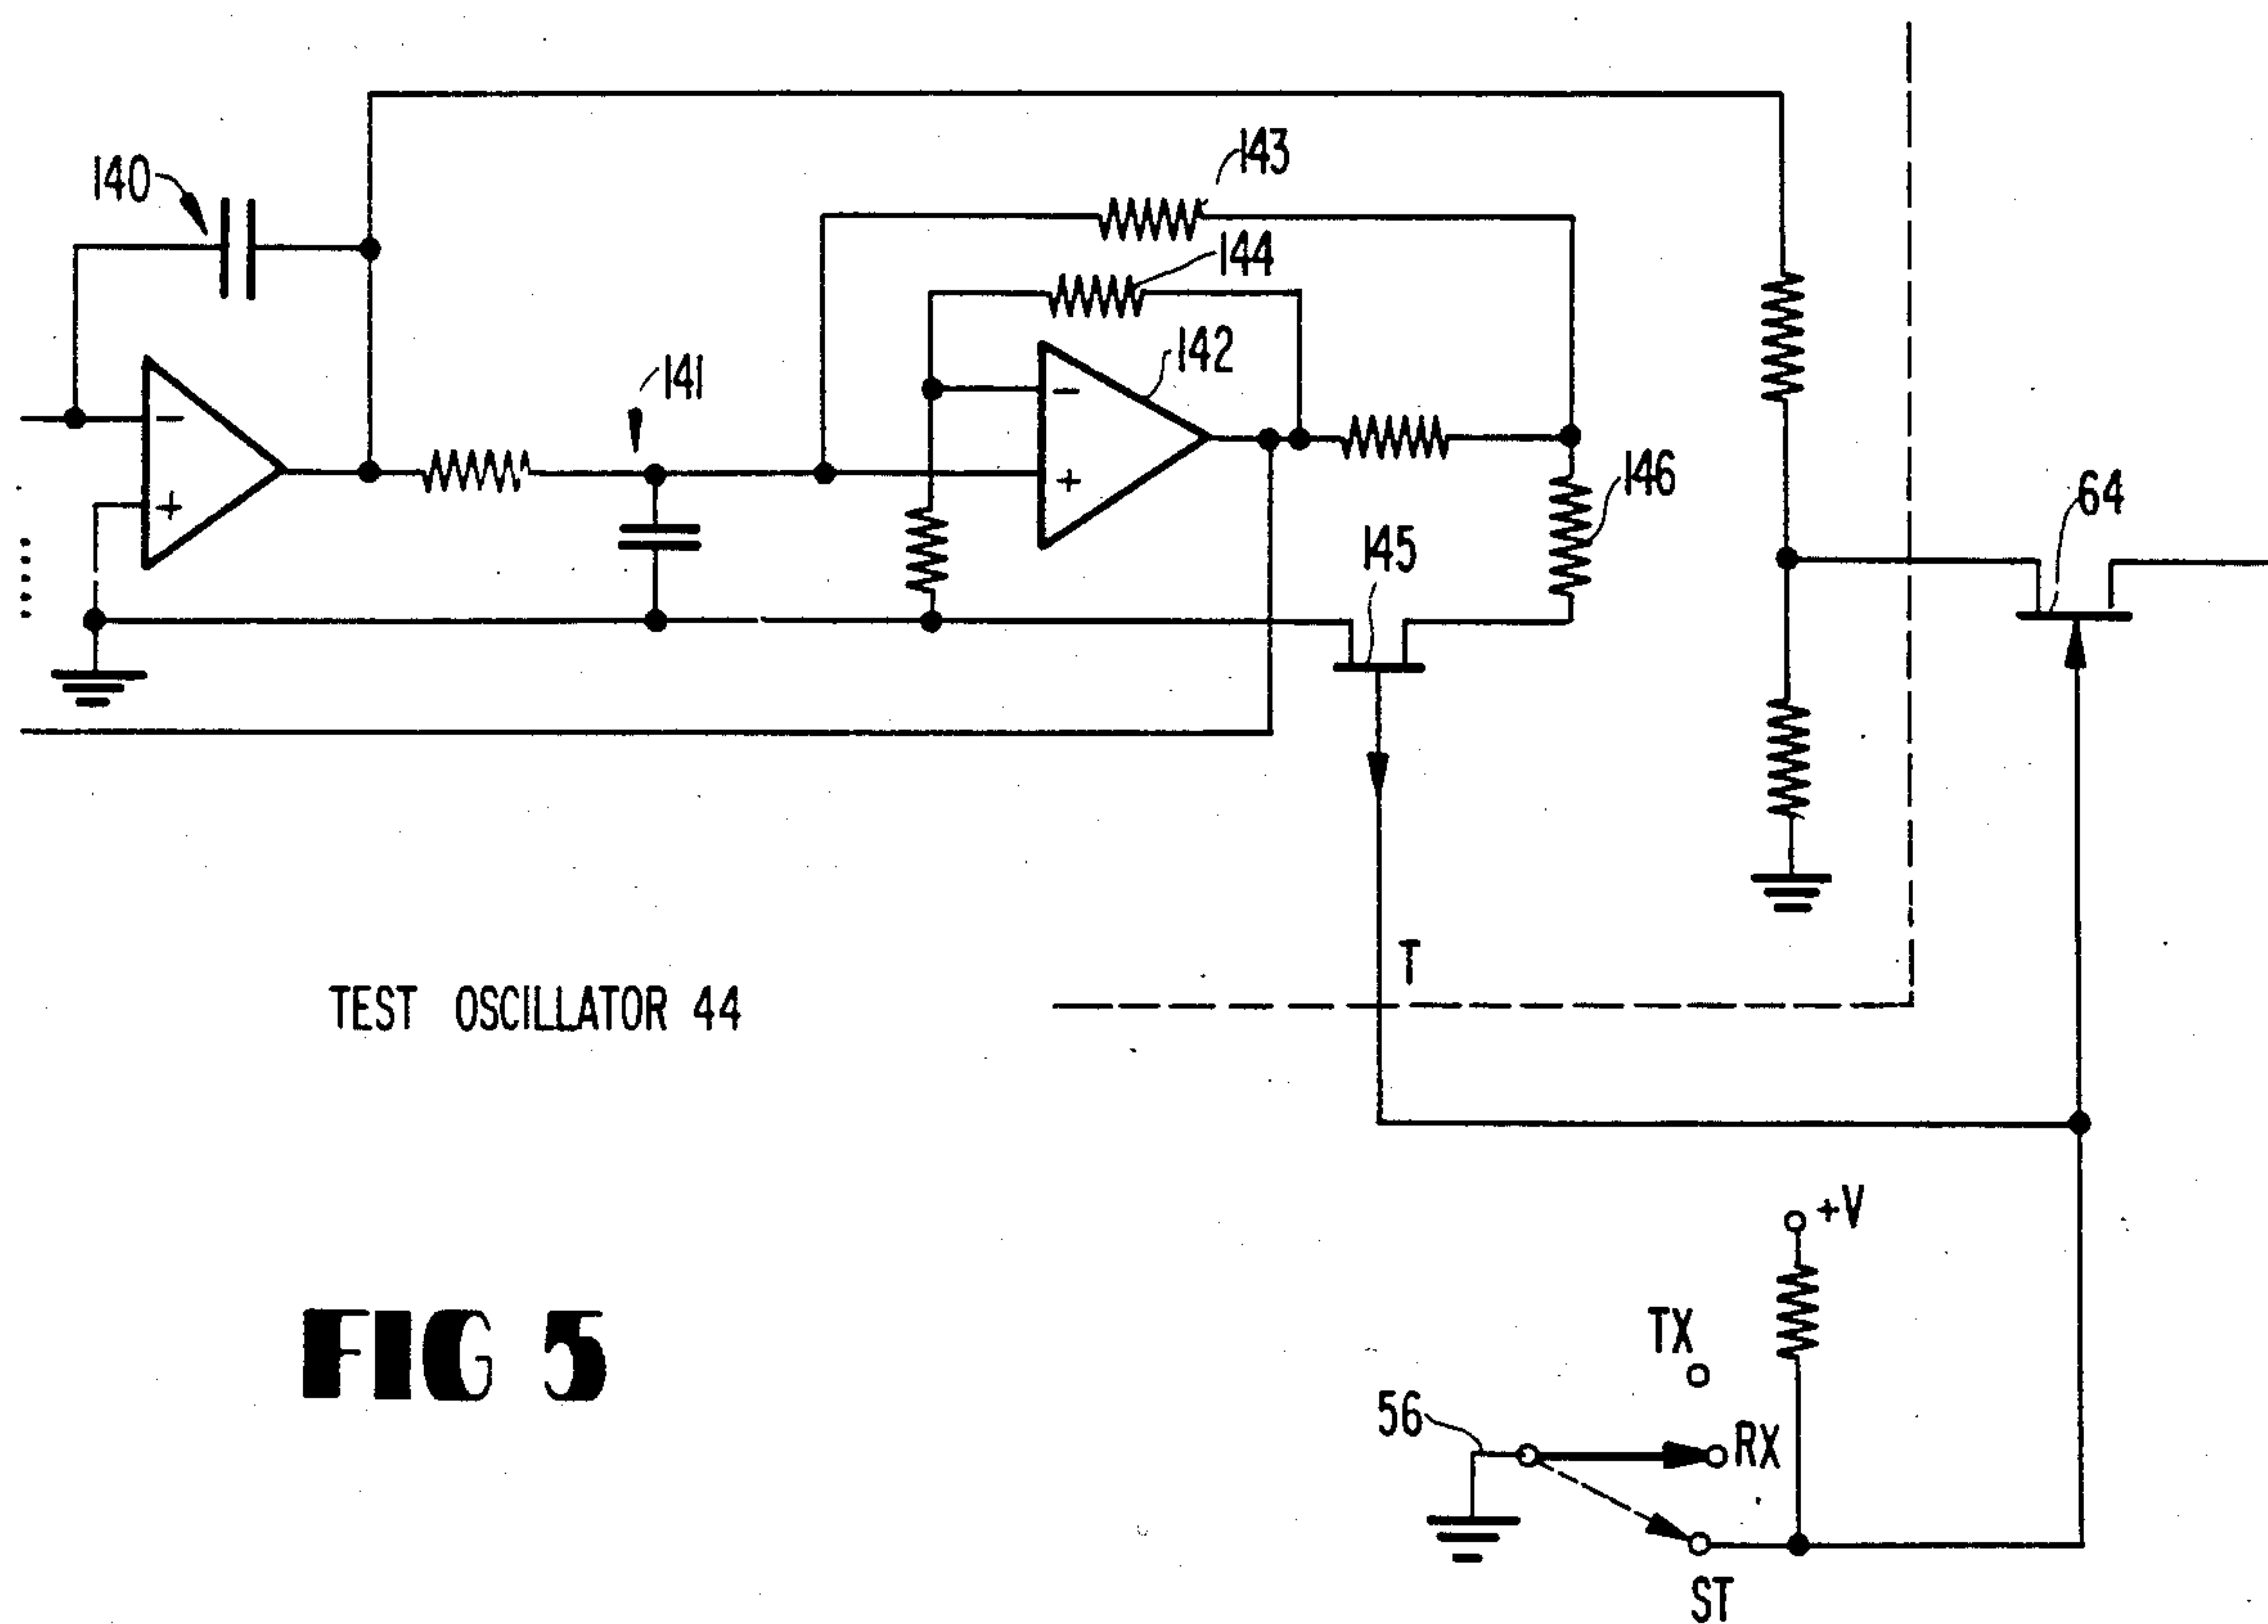 143
140
144
142
141
146
64
145
T
TEST OSCILLATOR 44
+V
TX
FIG 5
56
RX
ST